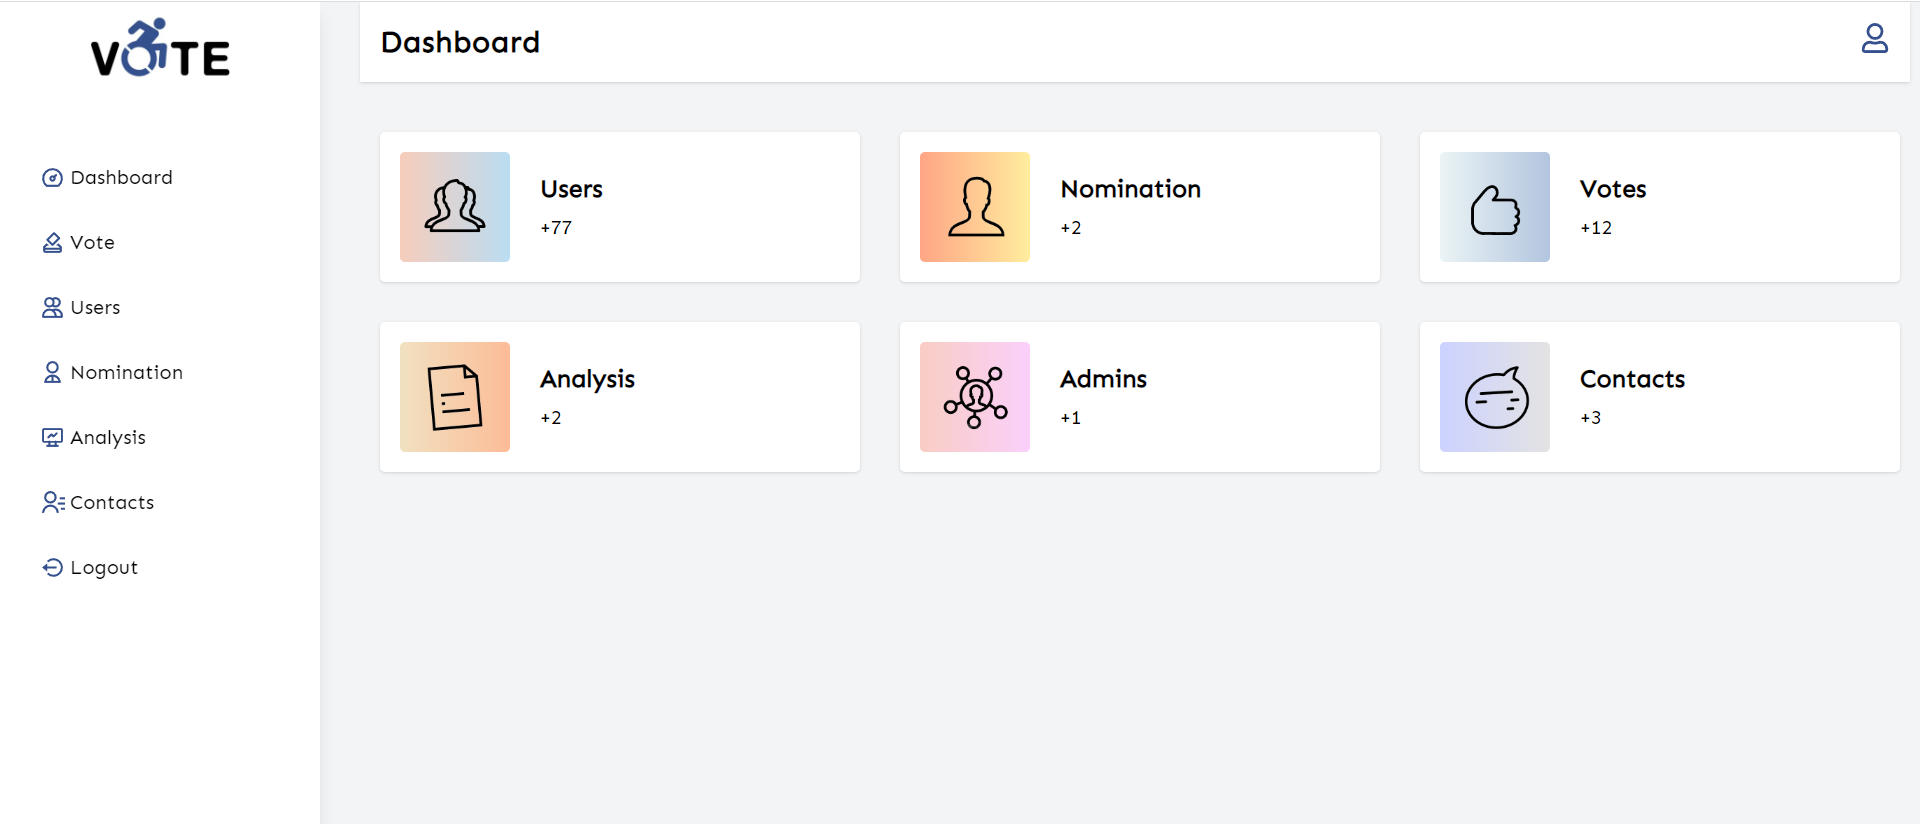 VOTE
Dashboard
Vote
Users
Nomination
Analysis
Contacts
Logout
Dashboard
Users
+77
Nomination
+2
Votes
+12
Analysis
+2
Admins
+1
Contacts
+3